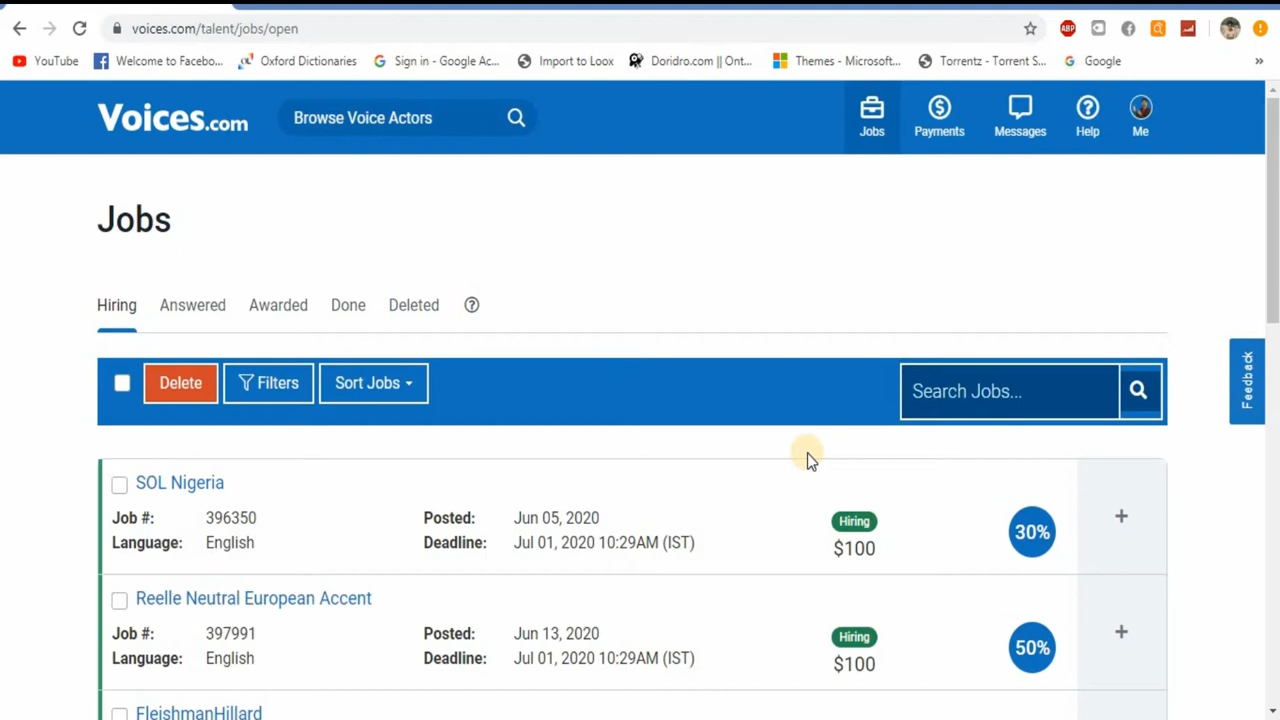 voices.com/talent/jobs/open
ABP
YouTube Welcome to Facebo... Oxford Dictionaries Sign in - Google Ac... Import to Loox Doridro.com || Ont... Themes - Microsoft... Torrentz - Torrent S... Google »
Voices.com Browse Voice Actors Jobs Payments Messages Help Me
Jobs
Hiring Answered Awarded Done Deleted ?
Delete Filters Sort Jobs Search Jobs...
Feedback
SOL Nigeria
Job #: 396350 Posted: Jun 05, 2020 Hiring 30% +
Language: English Deadline: Jul 01, 2020 10:29AM (IST) $100
Reelle Neutral European Accent
Job #: 397991 Posted: Jun 13, 2020 Hiring 50% +
Language: English Deadline: Jul 01, 2020 10:29AM (IST) $100
FleishmanHillard